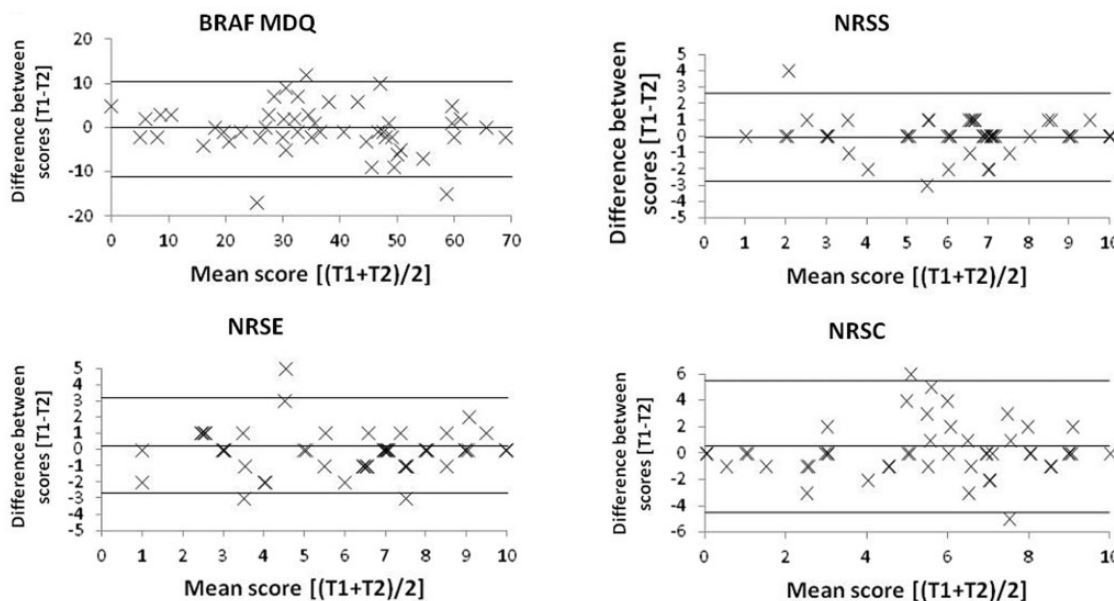 BRAF MDQ
Difference between
scores [T1-T2]
20
10
0
-10
-20
0 10 20 30 40 50 60 70
Mean score [(T1+T2)/2]
NRSS
Difference between
scores [T1-T2]
5
4
3
2
1
0
-1
-2
-3
-4
-5
0 1 2 3 4 5 6 7 8 9 10
Mean score [(T1+T2)/2]
NRSE
Difference between
scores [T1-T2]
5
4
3
2
1
0
-1
-2
-3
-4
-5
0 1 2 3 4 5 6 7 8 9 10
Mean score [(T1+T2)/2]
NRSC
Difference between
scores [T1-T2]
6
4
2
0
-2
-4
-6
0 2 4 6 8 10
Mean score [(T1+T2)/2]